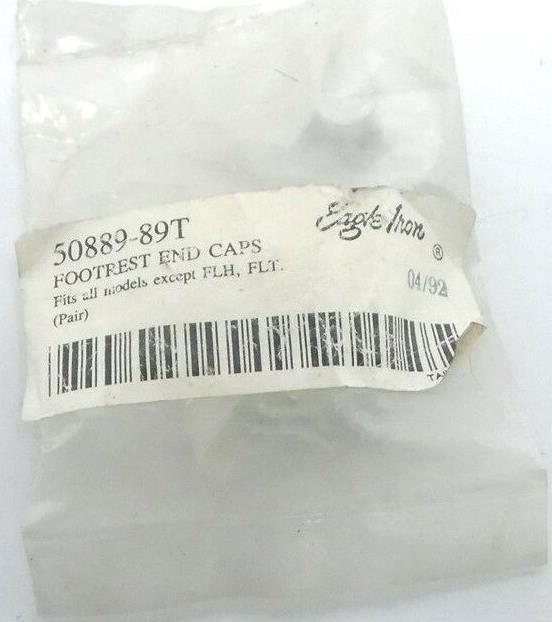 Eagle Iron ®
50889-89T
FOOTREST END CAPS
Fits all models except FLH, FLT.
(Pair)
04/92